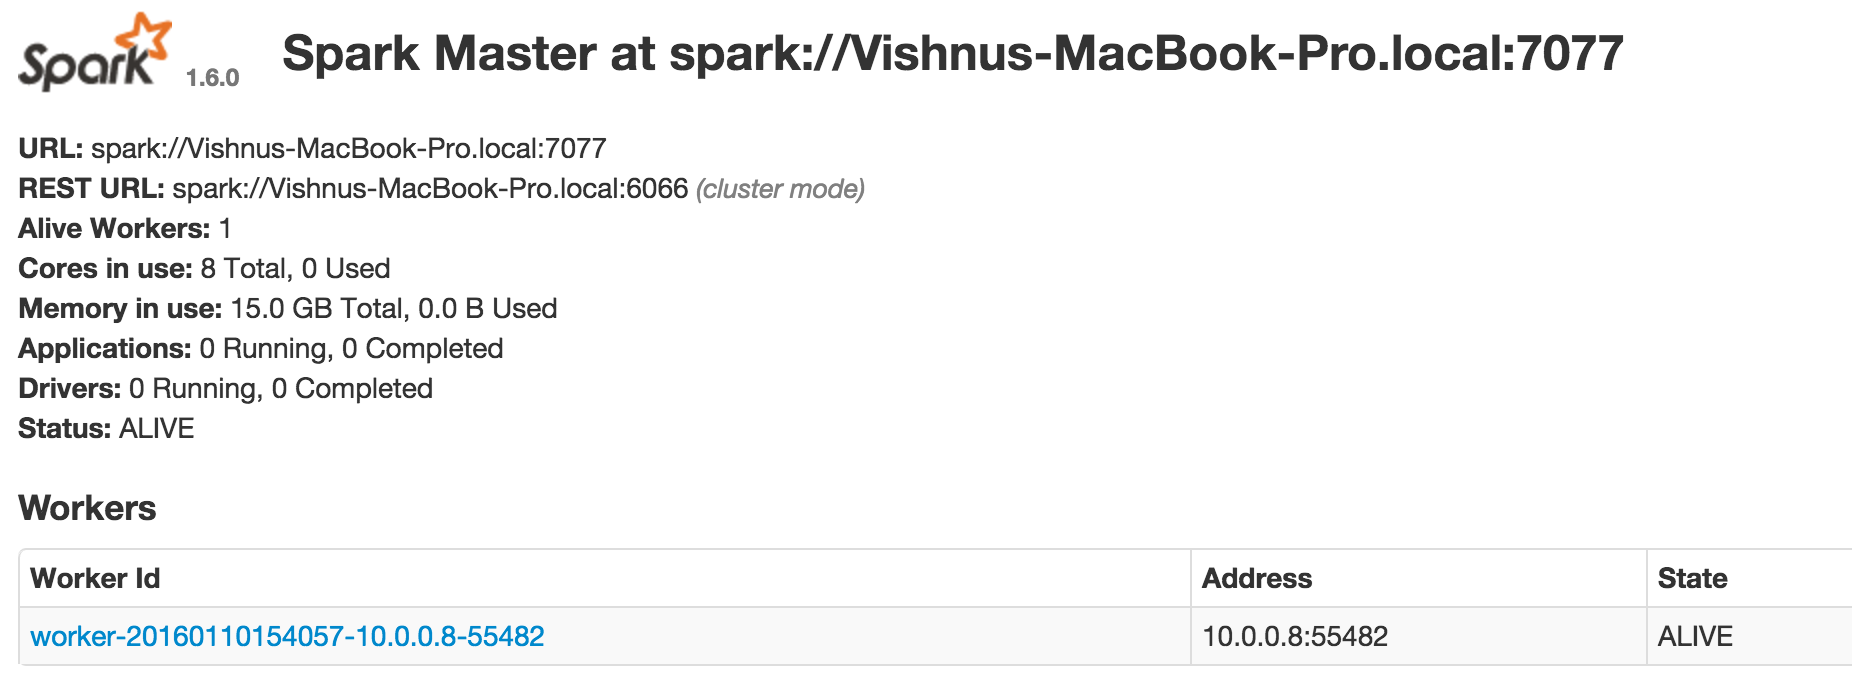 Spark 1.6.0 Spark Master at spark://Vishnus-MacBook-Pro.local:7077
URL: spark://Vishnus-MacBook-Pro.local:7077
REST URL: spark://Vishnus-MacBook-Pro.local:6066 (cluster mode)
Alive Workers: 1
Cores in use: 8 Total, 0 Used
Memory in use: 15.0 GB Total, 0.0 B Used
Applications: 0 Running, 0 Completed
Drivers: 0 Running, 0 Completed
Status: ALIVE
Workers
Worker Id Address State
worker-20160110154057-10.0.0.8-55482 10.0.0.8:55482 ALIVE